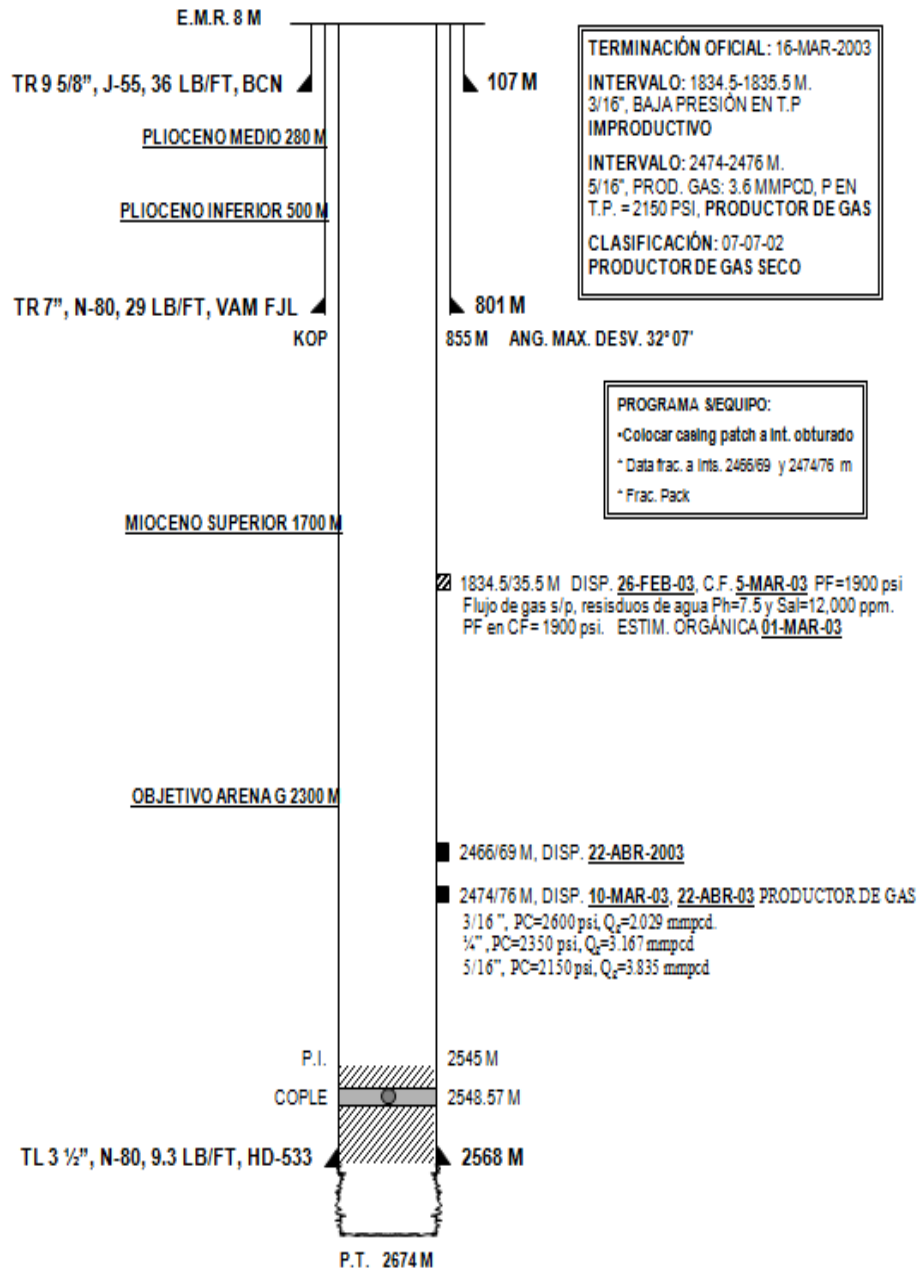 E.M.R. 8 M
TR 9 5/8”, J-55, 36 LB/FT, BCN
107 M
PLIOCENO MEDIO 280 M
PLIOCENO INFERIOR 500 M
TERMINACIÓN OFICIAL: 16-MAR-2003
INTERVALO: 1834.5-1835.5 M.
3/16”, BAJA PRESIÓN EN T.P
IMPRODUCTIVO
INTERVALO: 2474-2476 M.
5/16”, PROD. GAS: 3.6 MMPCD, P EN
T.P. = 2150 PSI, PRODUCTOR DE GAS
CLASIFICACIÓN: 07-07-02
PRODUCTOR DE GAS SECO
TR 7”, N-80, 29 LB/FT, VAM FJL
801 M
KOP
855 M ANG. MAX. DESV. 32° 07’
PROGRAMA S/EQUIPO:
•Colocar casing patch a Int. obturado
* Data frac. a Ints. 2466/69 y 2474/76 m
* Frac. Pack
MIOCENO SUPERIOR 1700 M
1834.5/35.5 M DISP. 26-FEB-03, C.F. 5-MAR-03 PF=1900 psi
Flujo de gas s/p, resisduos de agua Ph=7.5 y Sal=12,000 ppm.
PF en CF= 1900 psi. ESTIM. ORGÁNICA 01-MAR-03
OBJETIVO ARENA G 2300 M
2466/69 M, DISP. 22-ABR-2003
2474/76 M, DISP. 10-MAR-03, 22-ABR-03 PRODUCTOR DE GAS
3/16 ”, PC=2600 psi, Qg=2.029 mmpcd.
¼”, PC=2350 psi, Qg=3.167 mmpcd
5/16”, PC=2150 psi, Qg=3.835 mmpcd
P.I. 2545 M
COPLE 2548.57 M
TL 3 ½”, N-80, 9.3 LB/FT, HD-533
2568 M
P.T. 2674 M